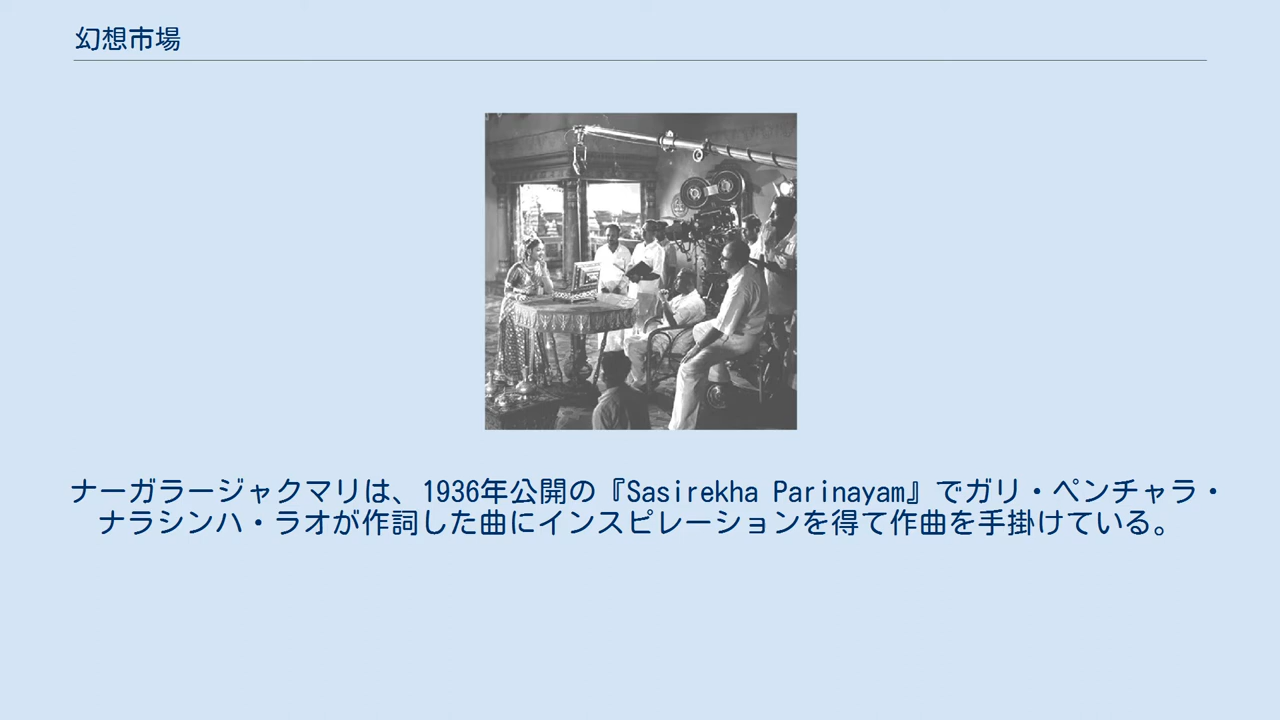 幻想市場
ナーガラージャクマリは、1936年公開の『Sasirekha Parinayam』でガリ・ペンチャラ・
ナラシンハ・ラオが作詞した曲にインスピレーションを得て作曲を手掛けている。